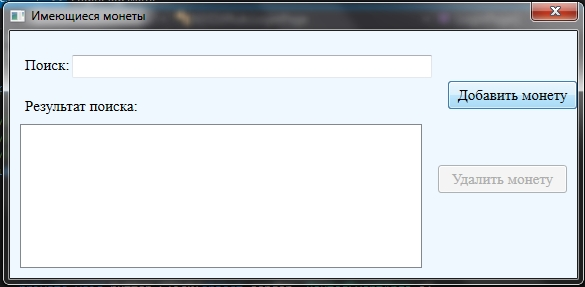 Имеющиеся монеты
Поиск:
Добавить монету
Результат поиска:
Удалить монету